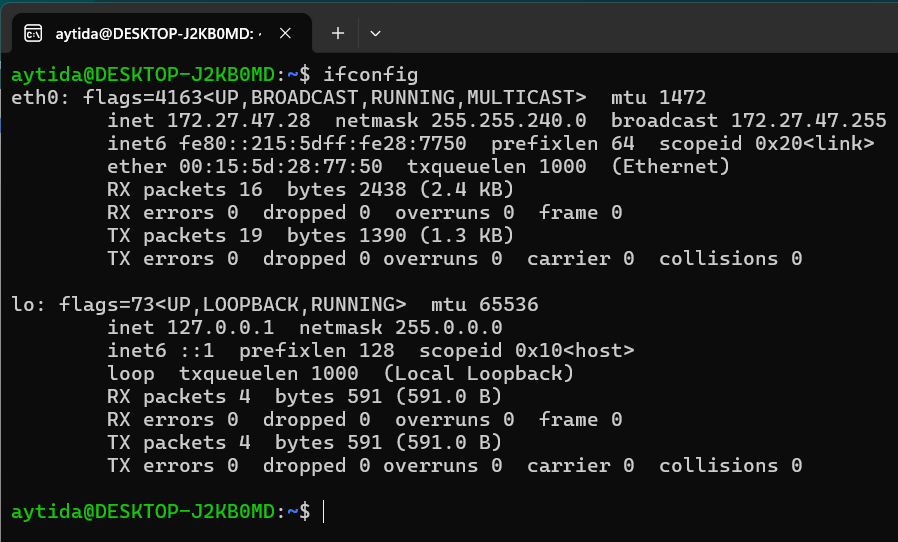 aytida@DESKTOP-J2KB0MD: ~
aytida@DESKTOP-J2KB0MD:~$ ifconfig
eth0: flags=4163<UP,BROADCAST,RUNNING,MULTICAST>  mtu 1472
        inet 172.27.47.28  netmask 255.255.240.0  broadcast 172.27.47.255
        inet6 fe80::215:5dff:fe28:7750  prefixlen 64  scopeid 0x20<link>
        ether 00:15:5d:28:77:50  txqueuelen 1000  (Ethernet)
        RX packets 16  bytes 2438 (2.4 KB)
        RX errors 0  dropped 0  overruns 0  frame 0
        TX packets 19  bytes 1390 (1.3 KB)
        TX errors 0  dropped 0 overruns 0  carrier 0  collisions 0

lo: flags=73<UP,LOOPBACK,RUNNING>  mtu 65536
        inet 127.0.0.1  netmask 255.0.0.0
        inet6 ::1  prefixlen 128  scopeid 0x10<host>
        loop  txqueuelen 1000  (Local Loopback)
        RX packets 4  bytes 591 (591.0 B)
        RX errors 0  dropped 0  overruns 0  frame 0
        TX packets 4  bytes 591 (591.0 B)
        TX errors 0  dropped 0 overruns 0  carrier 0  collisions 0

aytida@DESKTOP-J2KB0MD:~$